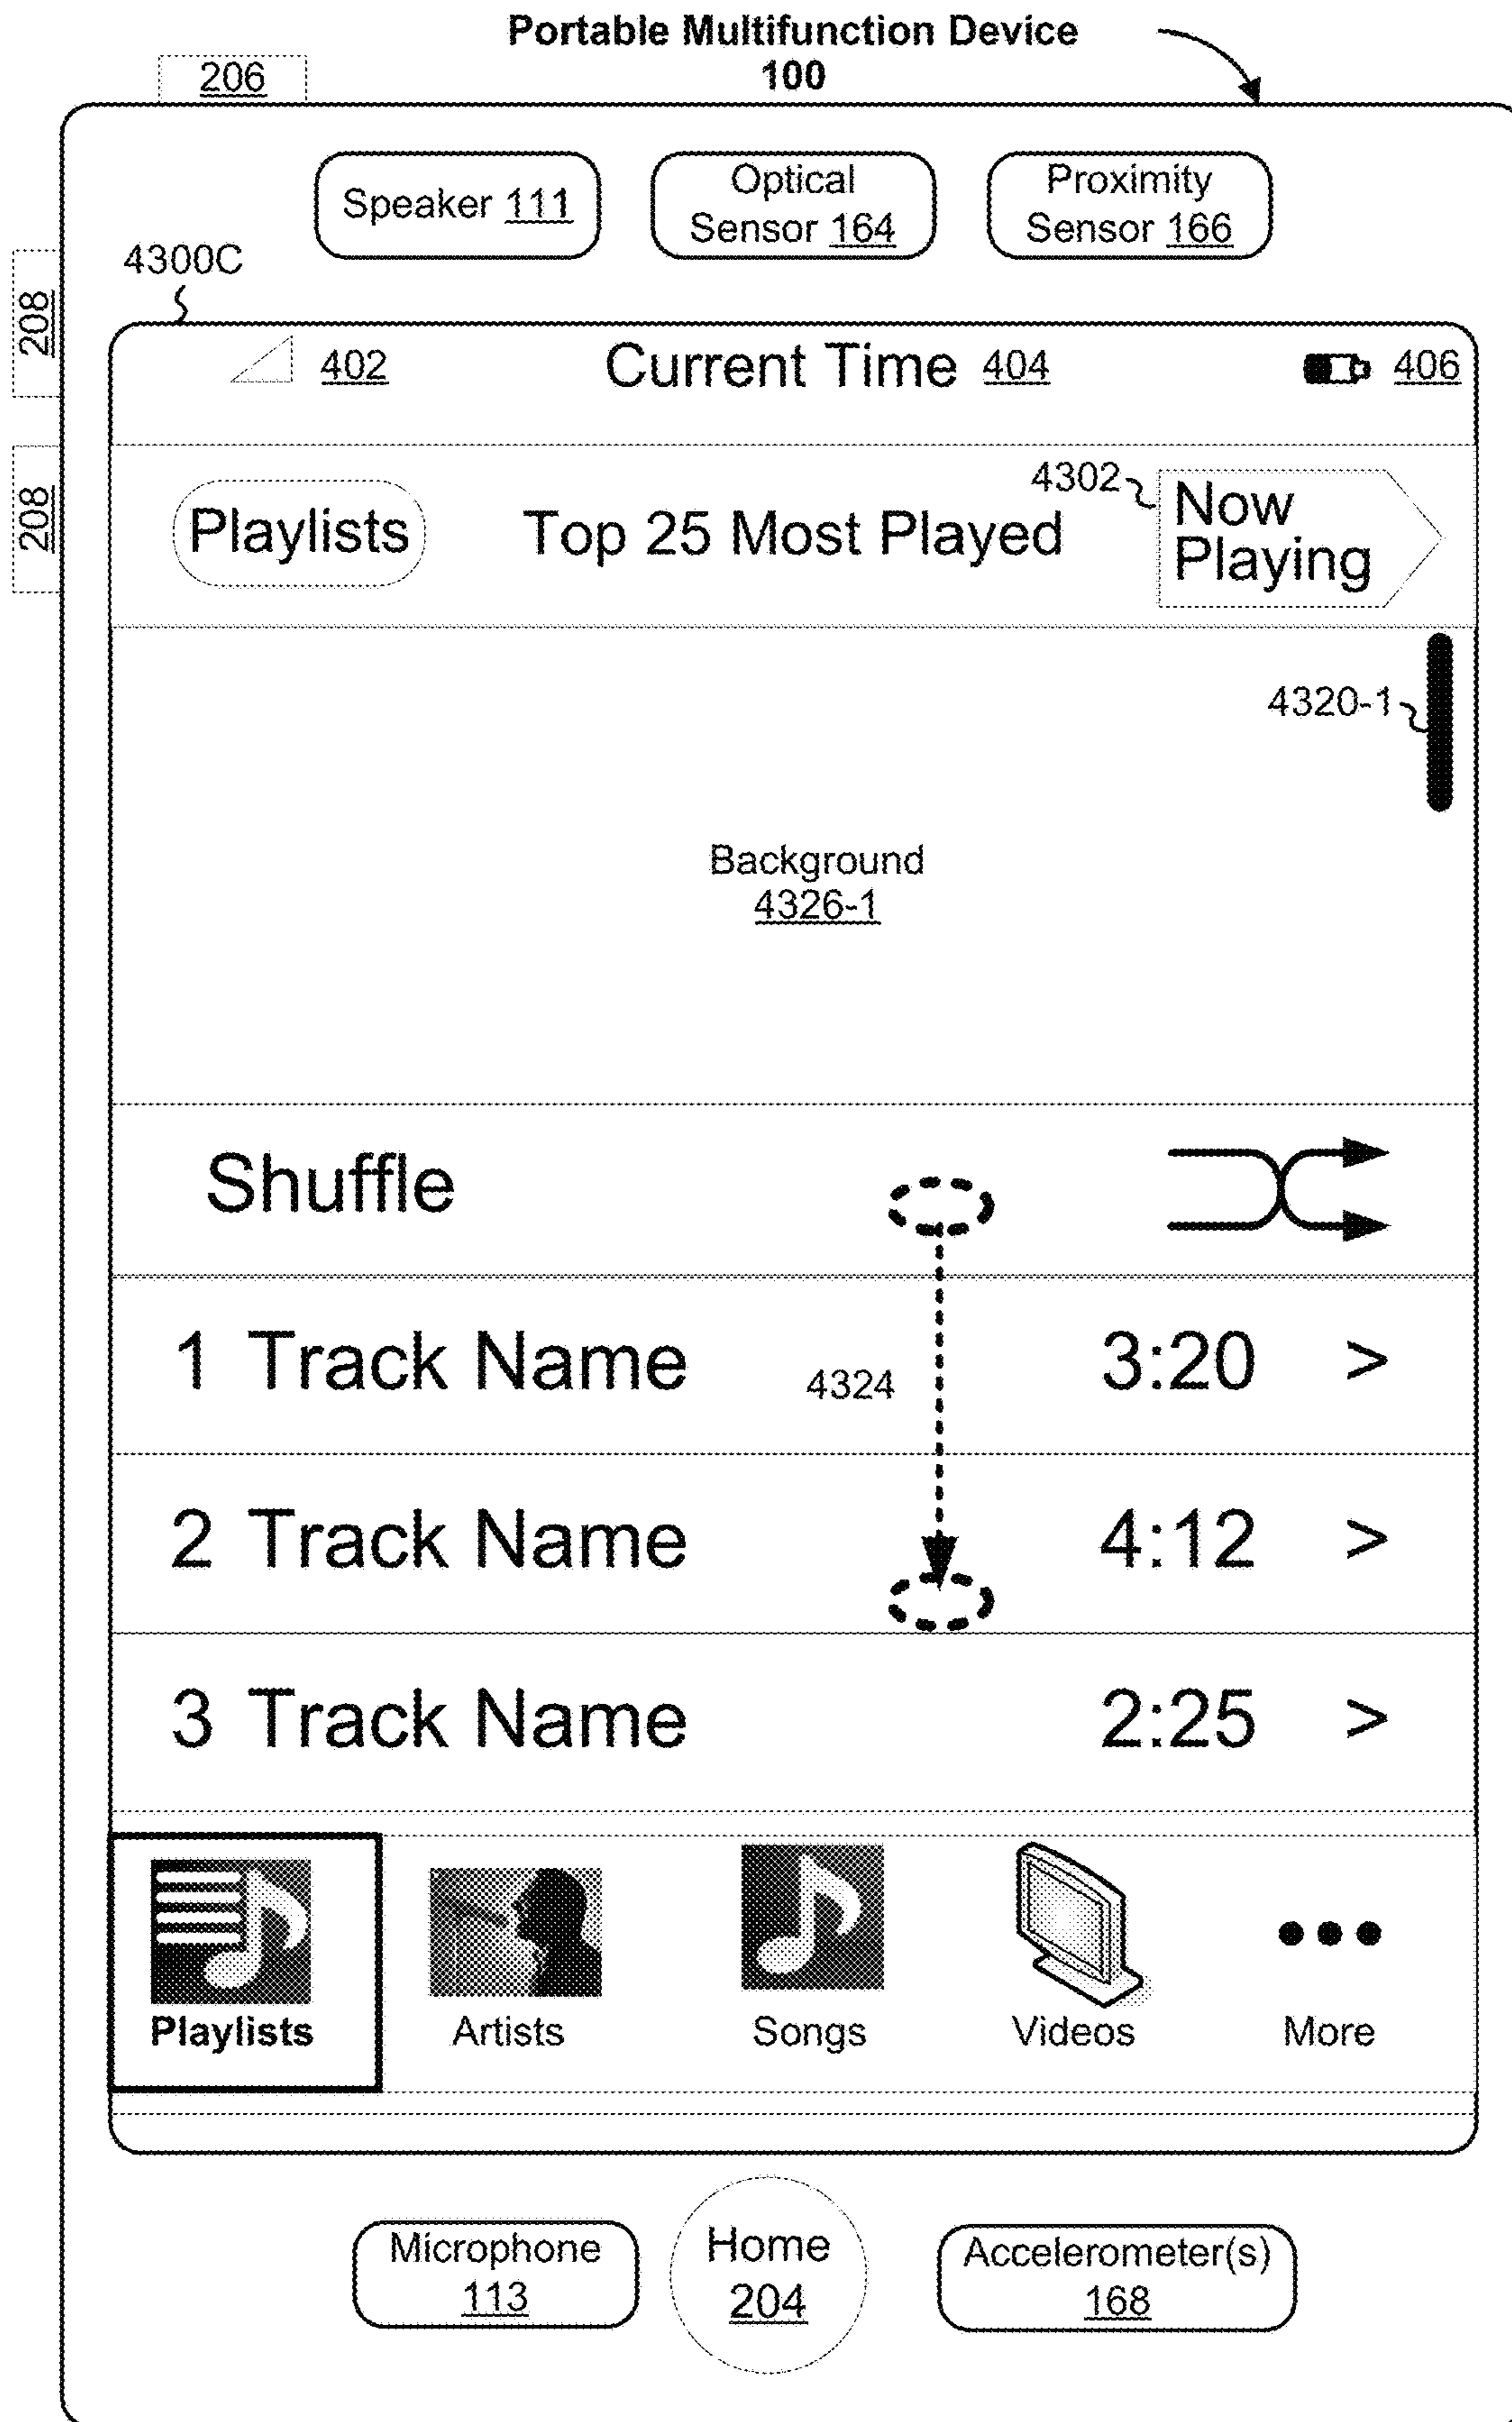 Portable Multifunction Device
100
206
Speaker 111
Optical
Sensor 164
Proximity
Sensor 166
4300C
208
402
Current Time 404
406
208
Playlists
Top 25 Most Played
4302
Now
Playing
4320-1
Background
4326-1
Shuffle
1 Track Name 3:20 >
4324
2 Track Name 4:12 >
3 Track Name 2:25 >
Playlists
Artists
Songs
Videos
More
Microphone
113
Home
204
Accelerometer(s)
168